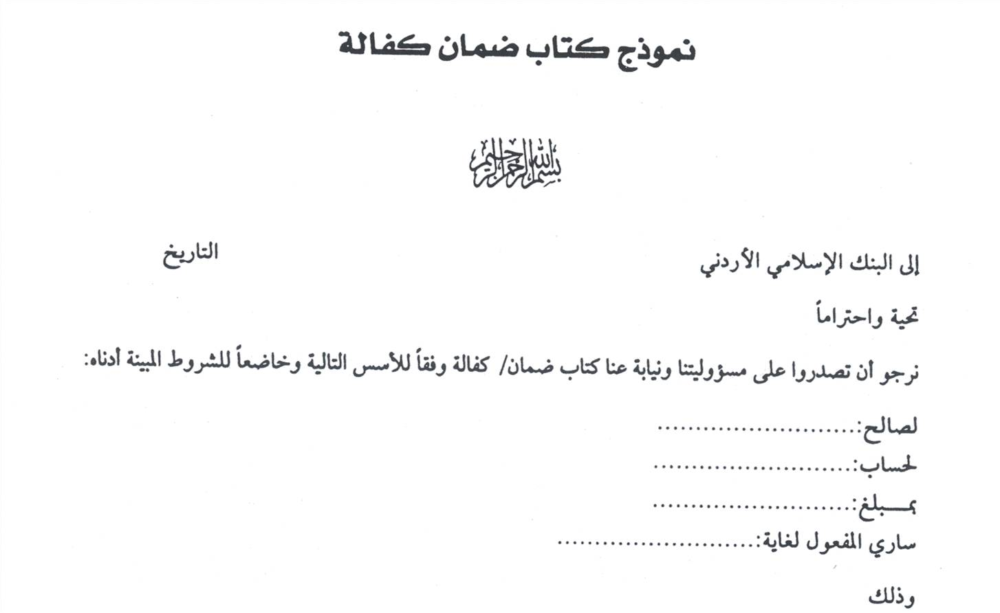 نموذج كتاب ضمان كفالة
بسم الله الرحمن الرحيم
إلى البنك الإسلامي الأردني التاريخ
تحية واحتراماً
نرجو أن تصدروا على مسؤوليتنا ونيابة عنا كتاب ضمان/ كفالة وفقاً للأسس التالية وخاضعاً للشروط المبينة أدناه:
لصالح:..........................
لحساب:..........................
بمـــبلغ:..........................
ساري المفعول لغاية:..........................
وذلك